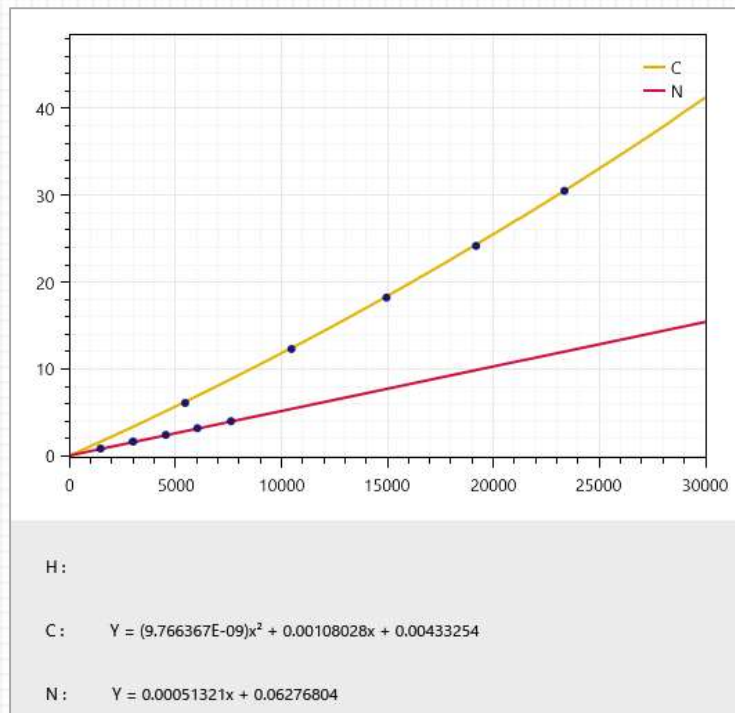 C
N
40
30
20
10
0
0 5000 10000 15000 20000 25000 30000
H :
C : Y = (9.766367E-09)x² + 0.00108028x + 0.00433254
N : Y = 0.00051321x + 0.06276804